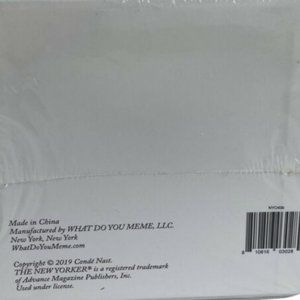 Made in China
Manufactured by WHAT DO YOU MEME, LLC.
New York, New York
WhatDoYouMeme.com
Copyright © 2019 Condé Nast.
THE NEW YORKER® is a registered trademark
of Advance Magazine Publishers, Inc.
Used under license.